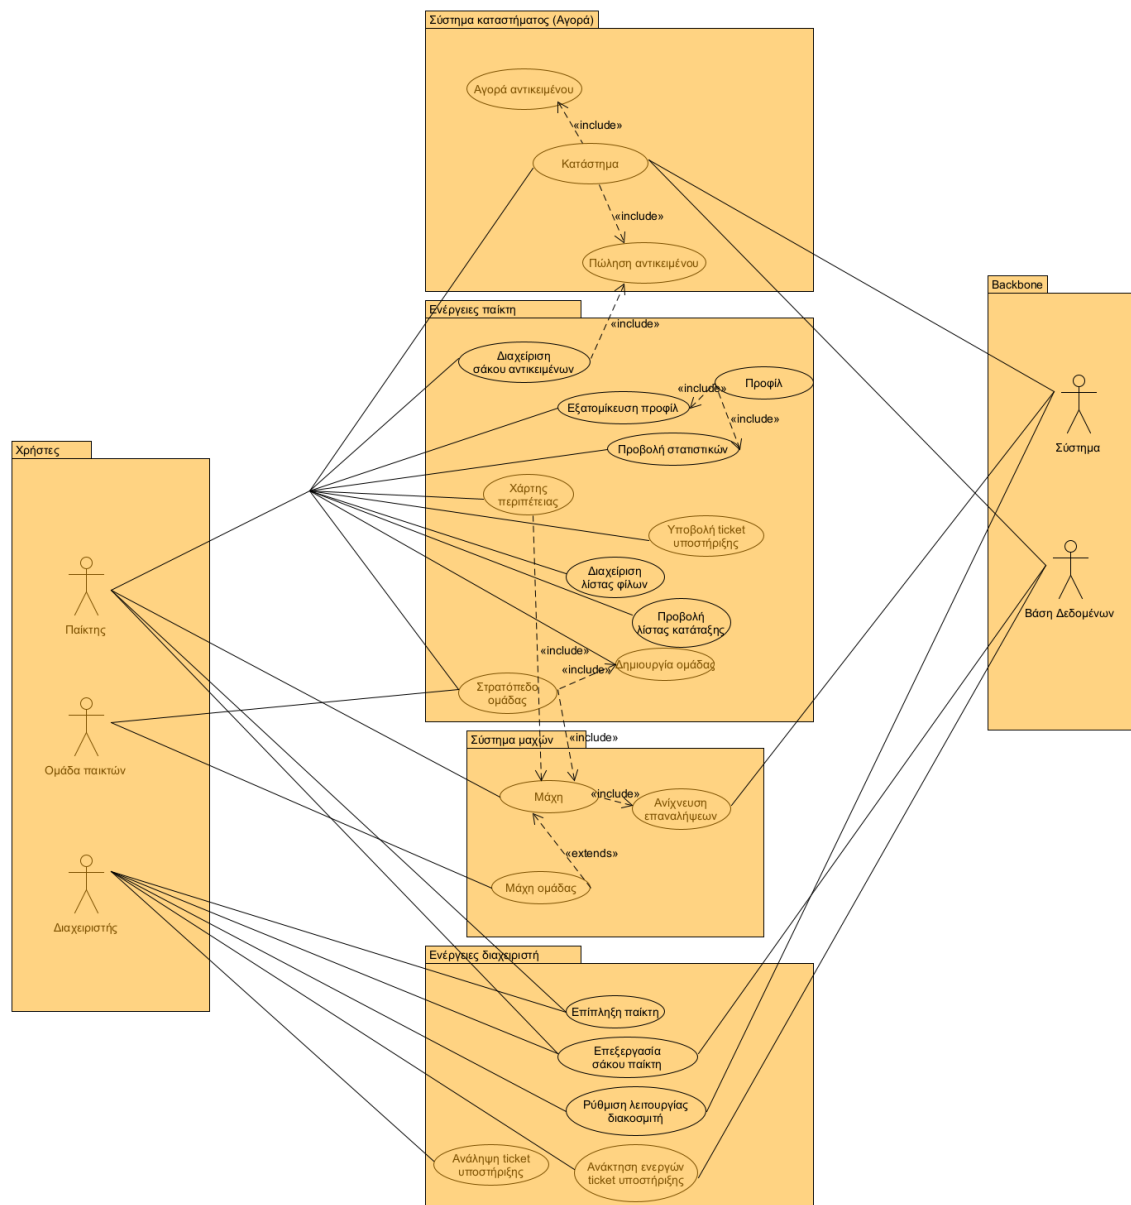 Σύστημα καταστήματος (Αγορά)
Αγορά αντικειμένου
«include»
Κατάστημα
«include»
Πώληση αντικειμένου
Backbone
Ενέργειες παίκτη
«include»
Διαχείριση
σάκου αντικειμένων
Προφίλ
«include»
Εξατομίκευση προφίλ
«include»
Προβολή στατιστικών
Σύστημα
Χρήστες
Χάρτης
περιπέτειας
Υποβολή ticket
υποστήριξης
Διαχείριση
λίστας φίλων
Προβολή
λίστας κατάταξης
Βάση Δεδομένων
Παίκτης
«include»
«include»
Δημιουργία ομάδας
Στρατόπεδο
ομάδας
Ομάδα παικτών
Σύστημα μαχών
«include»
Μάχη
«include»
Ανίχνευση
επαναλήψεων
«extends»
Μάχη ομάδας
Διαχειριστής
Ενέργειες διαχειριστή
Επίπληξη παίκτη
Επεξεργασία
σάκου παίκτη
Ρύθμιση λειτουργίας
διακοσμιτή
Ανάληψη ticket
υποστήριξης
Ανάκτηση ενεργών
ticket υποστήριξης